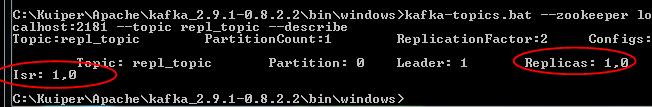 C:\Kuiper\Apache\kafka_2.9.1-0.8.2.2\bin\windows>kafka-topics.bat --zookeeper lo
calhost:2181 --topic repl_topic --describe
Topic:repl_topic PartitionCount:1 ReplicationFactor:2 Configs:
Topic: repl_topic Partition: 0 Leader: 1 Replicas: 1,0
Isr: 1,0
C:\Kuiper\Apache\kafka_2.9.1-0.8.2.2\bin\windows>